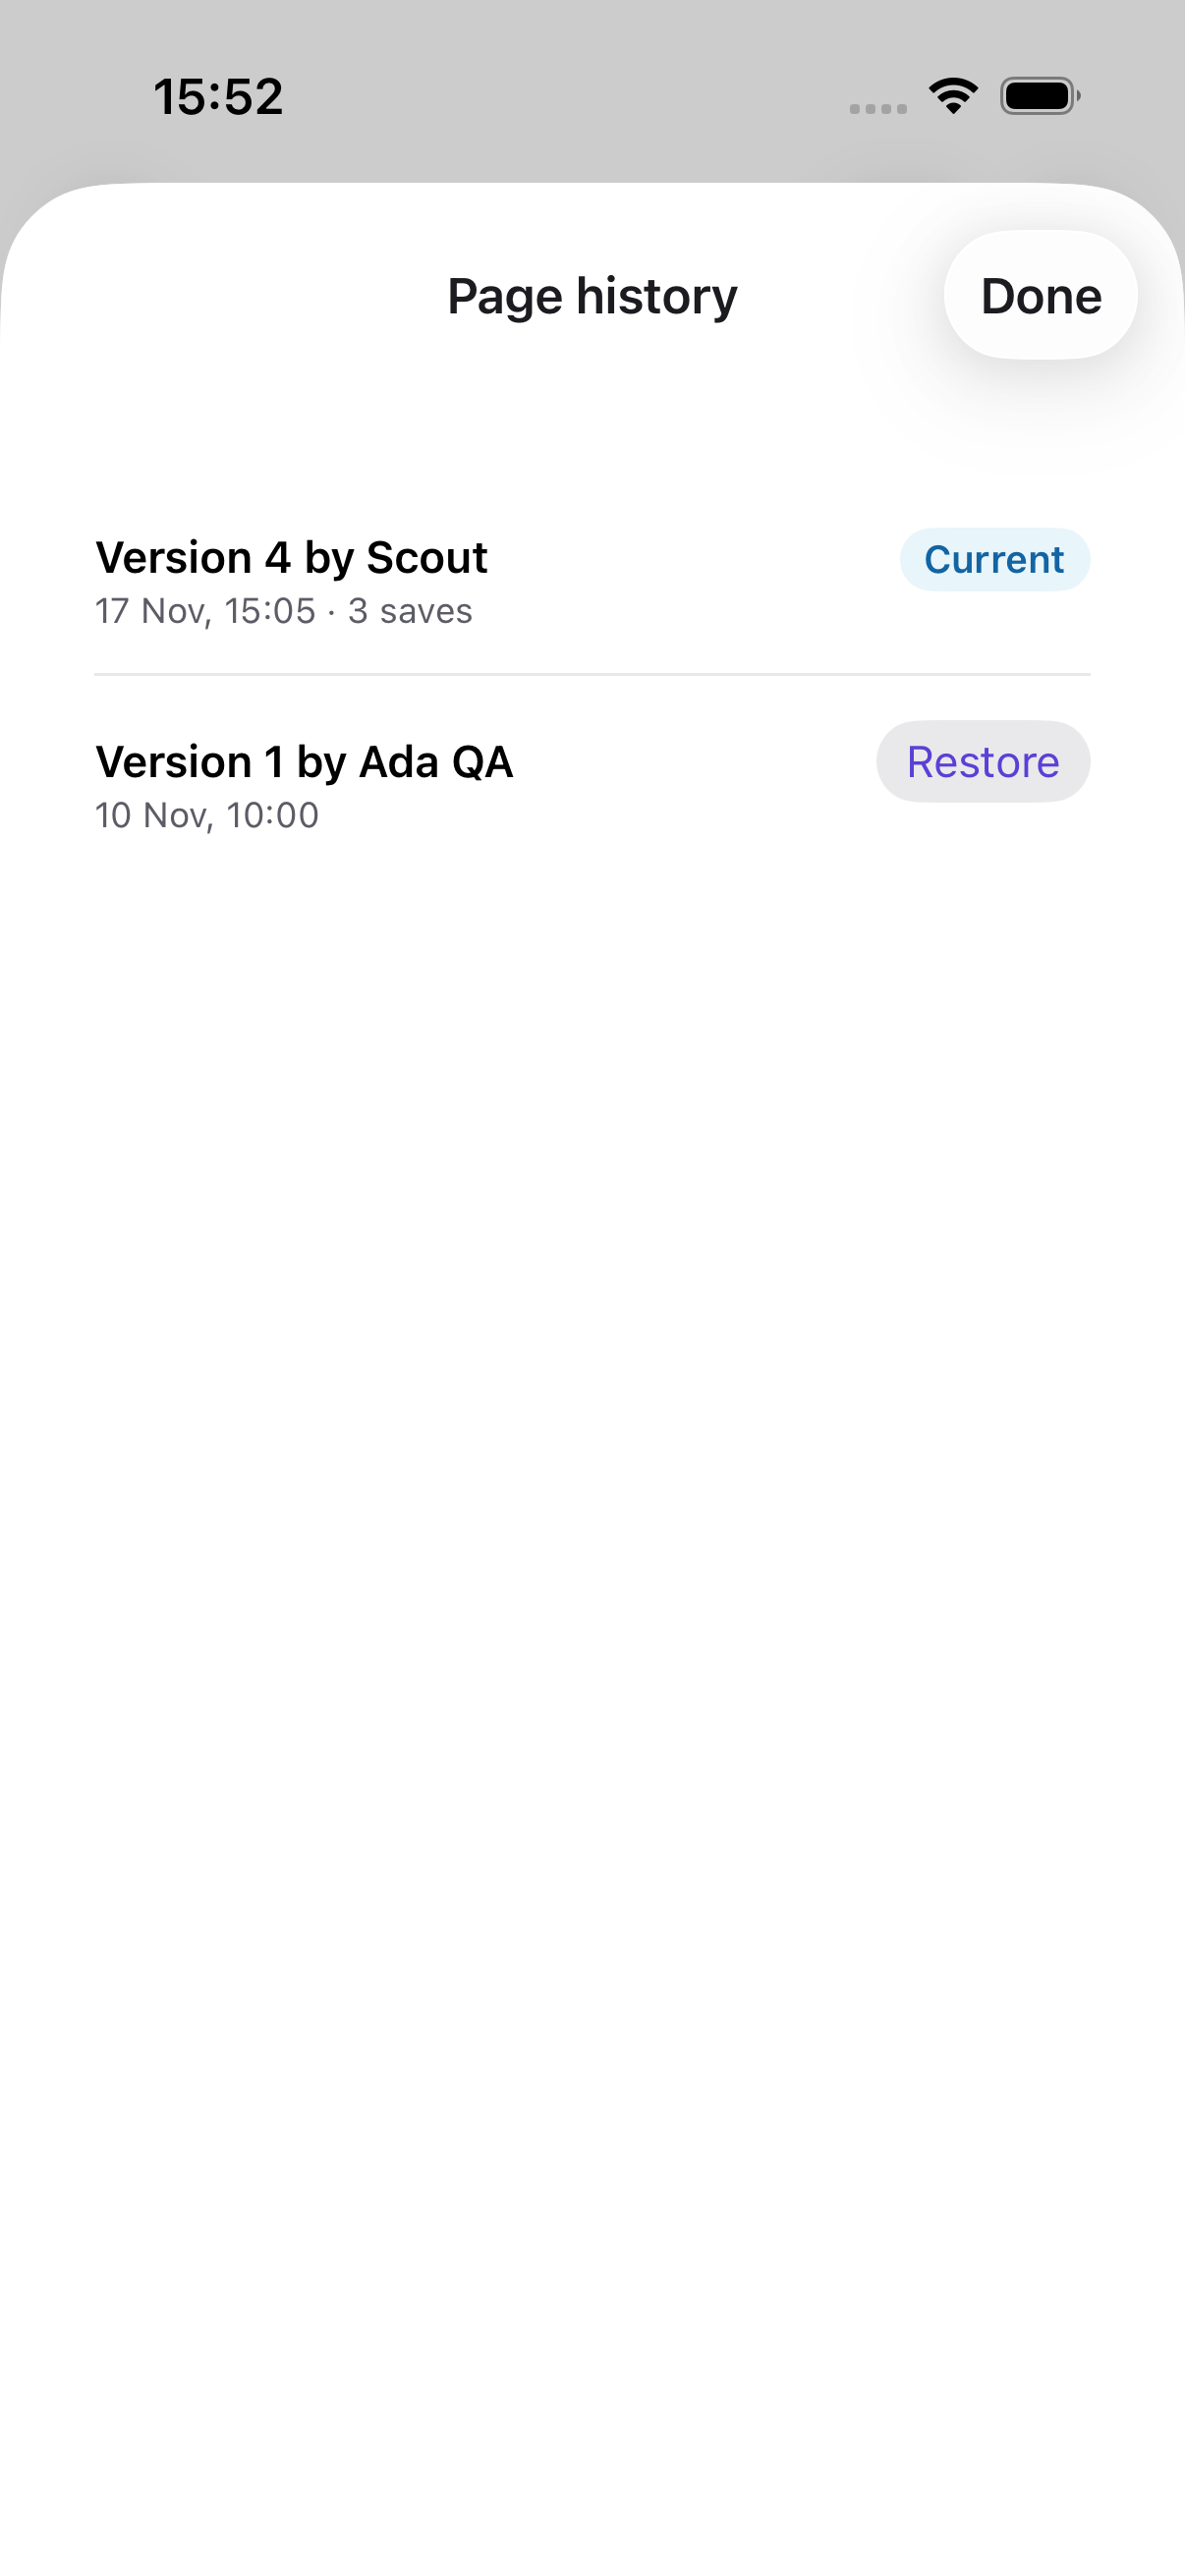 15:52
Page history
Done
Version 4 by Scout
Current
17 Nov, 15:05 · 3 saves
Version 1 by Ada QA
Restore
10 Nov, 10:00